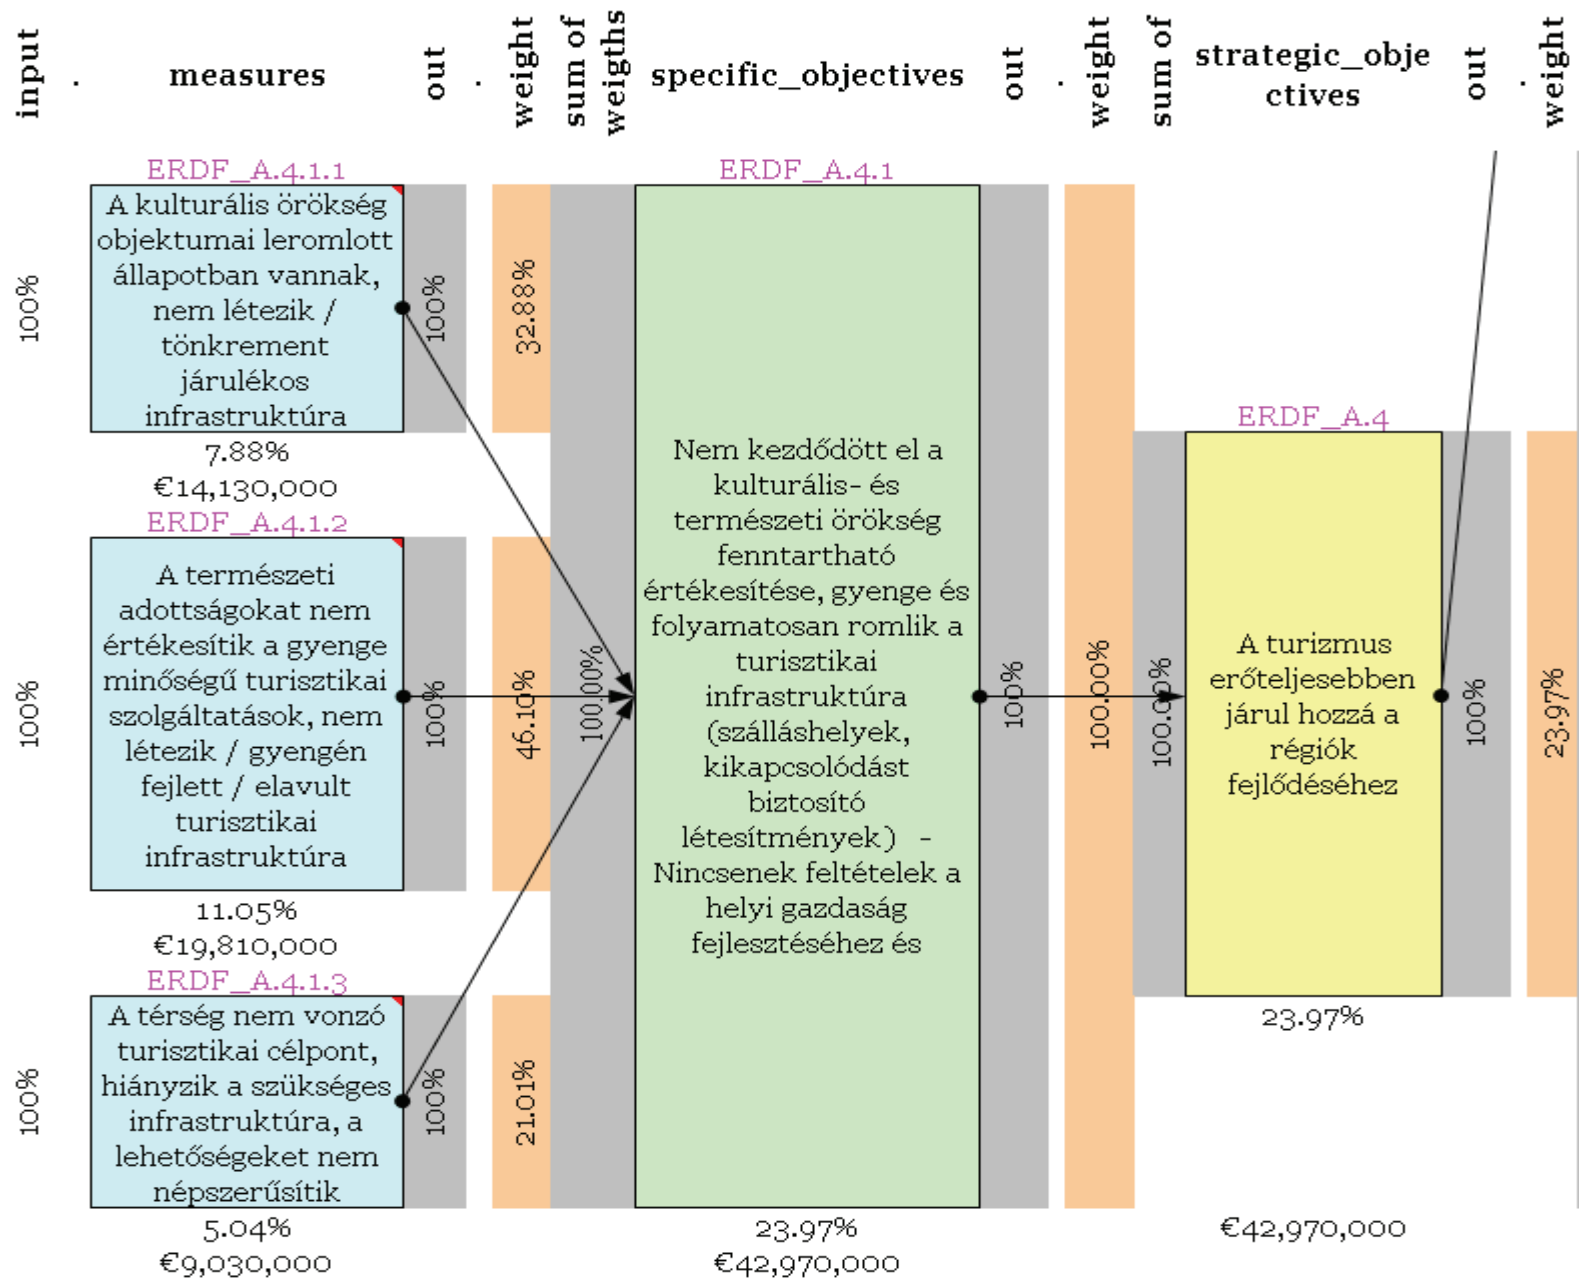 input
.
measures
out
.
weight
sum of
weigths
specific_objectives
out
.
weight
sum of
strategic_obje
ctives
out
.
weight
100%
ERDF_A.4.1.1
A kulturális örökség
objektumai leromlott
állapotban vannak,
nem létezik /
tönkrement
járulékos
infrastruktúra
7.88%
€14,130,000
100%
32.88%
100%
ERDF_A.4.1.2
A természeti
adottságokat nem
értékesítik a gyenge
minőségű turisztikai
szolgáltatások, nem
létezik / gyengén
fejlett / elavult
turisztikai
infrastruktúra
11.05%
€19,810,000
100%
46.10%
100%
ERDF_A.4.1.3
A térség nem vonzó
turisztikai célpont,
hiányzik a szükséges
infrastruktúra, a
lehetőségeket nem
népszerűsítik
5.04%
€9,030,000
100%
21.01%
100.00%
ERDF_A.4.1
Nem kezdődött el a
kulturális- és
természeti örökség
fenntartható
értékesítése, gyenge és
folyamatosan romlik a
turisztikai
infrastruktúra
(szálláshelyek,
kikapcsolódást
biztosító
létesítmények) -
Nincsenek feltételek a
helyi gazdaság
fejlesztéséhez és
23.97%
€42,970,000
100%
100.00%
100.00%
ERDF_A.4
A turizmus
erőteljesebben
járul hozzá a
régiók
fejlődéséhez
23.97%
€42,970,000
100%
23.97%